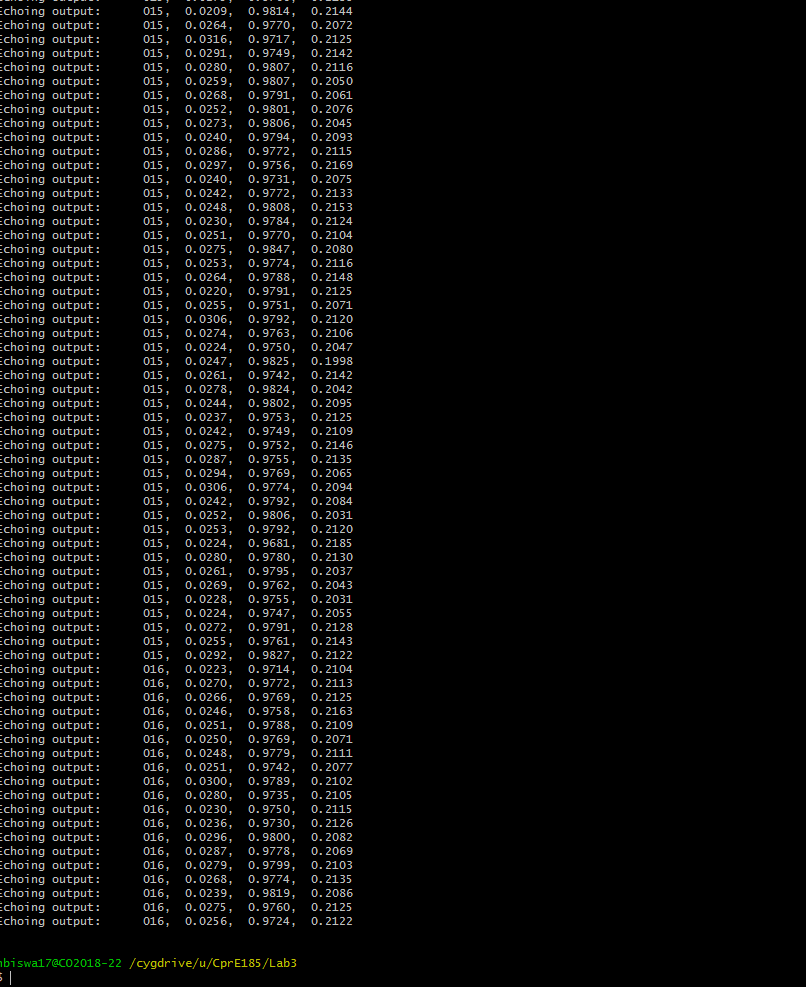 Echoing output: 015, 0.0209, 0.9814, 0.2144
Echoing output: 015, 0.0264, 0.9770, 0.2072
Echoing output: 015, 0.0316, 0.9717, 0.2125
Echoing output: 015, 0.0291, 0.9749, 0.2142
Echoing output: 015, 0.0280, 0.9807, 0.2116
Echoing output: 015, 0.0259, 0.9807, 0.2050
Echoing output: 015, 0.0268, 0.9791, 0.2061
Echoing output: 015, 0.0252, 0.9801, 0.2076
Echoing output: 015, 0.0273, 0.9806, 0.2045
Echoing output: 015, 0.0240, 0.9794, 0.2093
Echoing output: 015, 0.0286, 0.9772, 0.2115
Echoing output: 015, 0.0297, 0.9756, 0.2169
Echoing output: 015, 0.0240, 0.9731, 0.2075
Echoing output: 015, 0.0242, 0.9772, 0.2133
Echoing output: 015, 0.0248, 0.9808, 0.2153
Echoing output: 015, 0.0230, 0.9784, 0.2124
Echoing output: 015, 0.0251, 0.9770, 0.2104
Echoing output: 015, 0.0275, 0.9847, 0.2080
Echoing output: 015, 0.0253, 0.9774, 0.2116
Echoing output: 015, 0.0264, 0.9788, 0.2148
Echoing output: 015, 0.0220, 0.9791, 0.2125
Echoing output: 015, 0.0255, 0.9751, 0.2071
Echoing output: 015, 0.0306, 0.9792, 0.2120
Echoing output: 015, 0.0274, 0.9763, 0.2106
Echoing output: 015, 0.0224, 0.9750, 0.2047
Echoing output: 015, 0.0247, 0.9825, 0.1998
Echoing output: 015, 0.0261, 0.9742, 0.2142
Echoing output: 015, 0.0278, 0.9824, 0.2042
Echoing output: 015, 0.0244, 0.9802, 0.2095
Echoing output: 015, 0.0237, 0.9753, 0.2125
Echoing output: 015, 0.0242, 0.9749, 0.2109
Echoing output: 015, 0.0275, 0.9752, 0.2146
Echoing output: 015, 0.0287, 0.9755, 0.2135
Echoing output: 015, 0.0294, 0.9769, 0.2065
Echoing output: 015, 0.0306, 0.9774, 0.2094
Echoing output: 015, 0.0242, 0.9792, 0.2084
Echoing output: 015, 0.0252, 0.9806, 0.2031
Echoing output: 015, 0.0253, 0.9792, 0.2120
Echoing output: 015, 0.0224, 0.9681, 0.2185
Echoing output: 015, 0.0280, 0.9780, 0.2130
Echoing output: 015, 0.0261, 0.9795, 0.2037
Echoing output: 015, 0.0269, 0.9762, 0.2043
Echoing output: 015, 0.0228, 0.9755, 0.2031
Echoing output: 015, 0.0224, 0.9747, 0.2055
Echoing output: 015, 0.0272, 0.9791, 0.2128
Echoing output: 015, 0.0255, 0.9761, 0.2143
Echoing output: 015, 0.0292, 0.9827, 0.2122
Echoing output: 016, 0.0223, 0.9714, 0.2104
Echoing output: 016, 0.0270, 0.9772, 0.2113
Echoing output: 016, 0.0266, 0.9769, 0.2125
Echoing output: 016, 0.0246, 0.9758, 0.2163
Echoing output: 016, 0.0251, 0.9788, 0.2109
Echoing output: 016, 0.0250, 0.9769, 0.2071
Echoing output: 016, 0.0248, 0.9779, 0.2111
Echoing output: 016, 0.0251, 0.9742, 0.2077
Echoing output: 016, 0.0300, 0.9789, 0.2102
Echoing output: 016, 0.0280, 0.9735, 0.2105
Echoing output: 016, 0.0230, 0.9750, 0.2115
Echoing output: 016, 0.0236, 0.9730, 0.2126
Echoing output: 016, 0.0296, 0.9800, 0.2082
Echoing output: 016, 0.0287, 0.9778, 0.2069
Echoing output: 016, 0.0279, 0.9799, 0.2103
Echoing output: 016, 0.0268, 0.9774, 0.2135
Echoing output: 016, 0.0239, 0.9819, 0.2086
Echoing output: 016, 0.0275, 0.9760, 0.2125
Echoing output: 016, 0.0256, 0.9724, 0.2122
nbiswa17@CO2018-22 /cygdrive/u/CprE185/Lab3
$